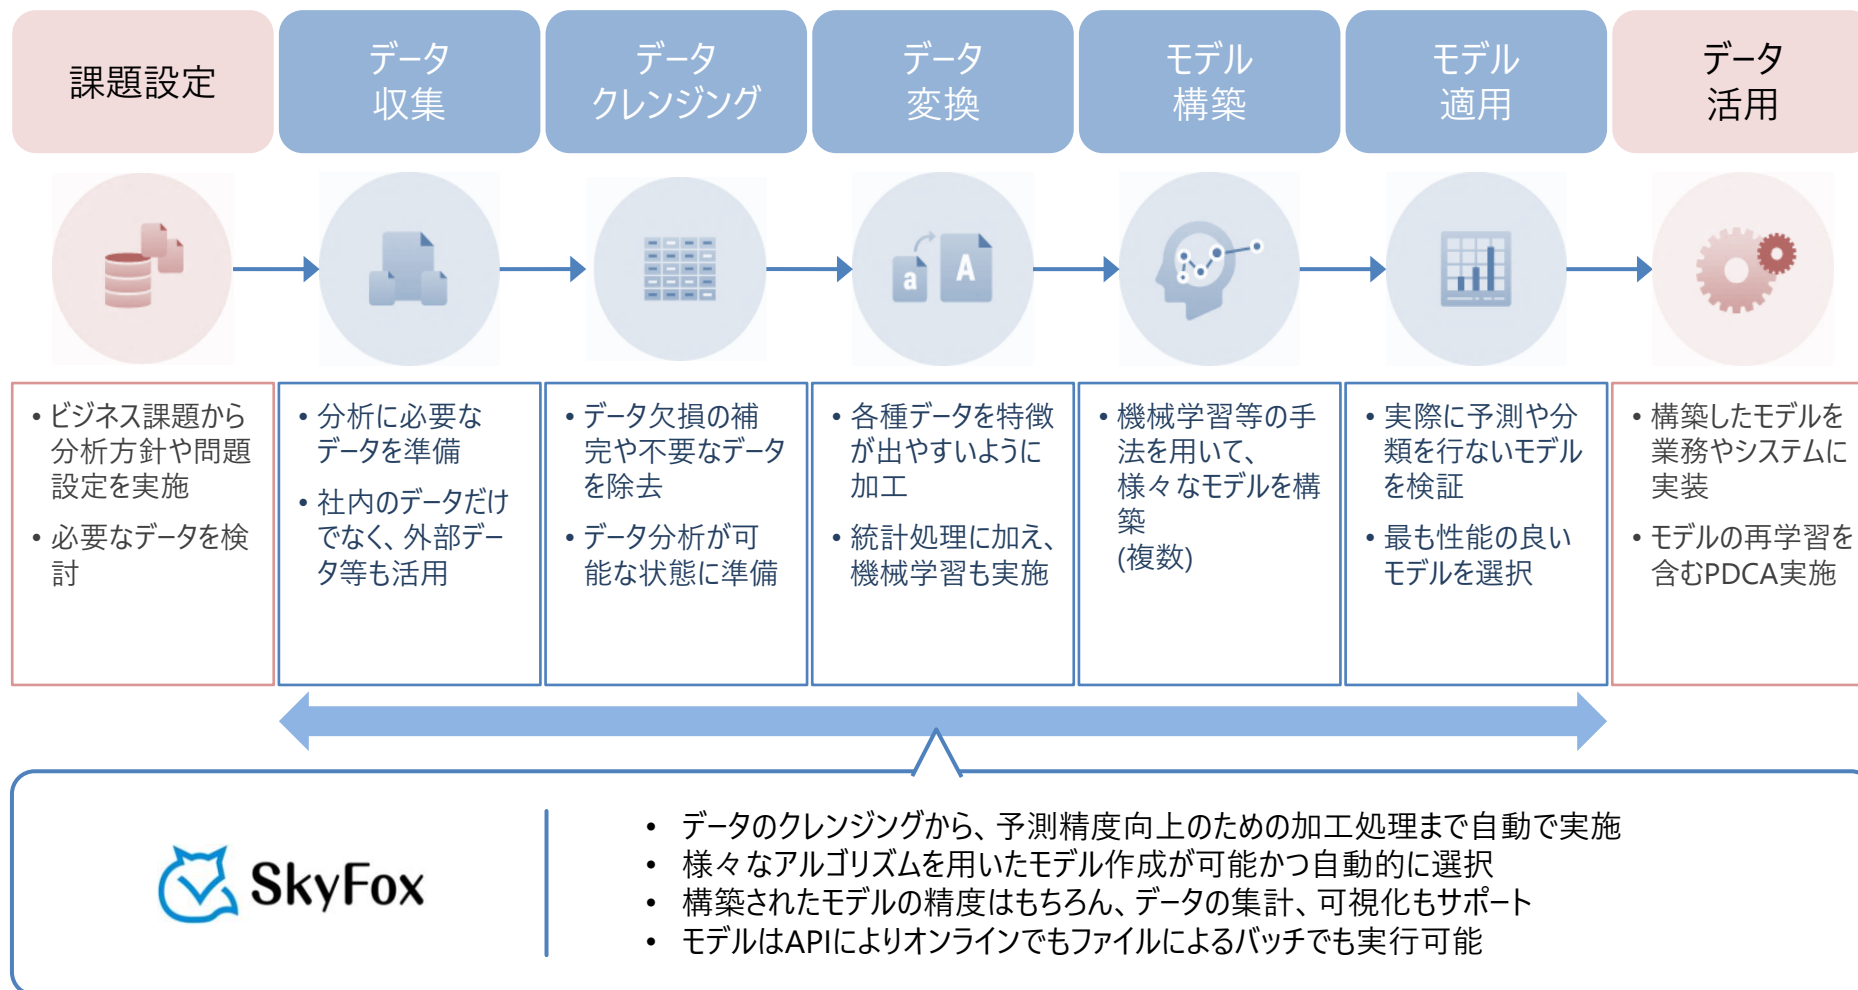 課題設定
データ
収集
データ
クレンジング
データ
変換
モデル
構築
モデル
適用
データ
活用
a
A
• ビジネス課題から
分析方針や問題
設定を実施
• 必要なデータを検
討
• 分析に必要な
データを準備
• 社内のデータだけ
でなく、外部デー
タ等も活用
• データ欠損の補
完や不要なデータ
を除去
• データ分析が可
能な状態に準備
• 各種データを特徴
が出やすいように
加工
• 統計処理に加え、
機械学習も実施
• 機械学習等の手
法を用いて、
様々なモデルを構
築
(複数)
• 実際に予測や分
類を行ないモデル
を検証
• 最も性能の良い
モデルを選択
• 構築したモデルを
業務やシステムに
実装
• モデルの再学習を
含むPDCA実施
SkyFox
• データのクレンジングから、予測精度向上のための加工処理まで自動で実施
• 様々なアルゴリズムを用いたモデル作成が可能かつ自動的に選択
• 構築されたモデルの精度はもちろん、データの集計、可視化もサポート
• モデルはAPIによりオンラインでもファイルによるバッチでも実行可能